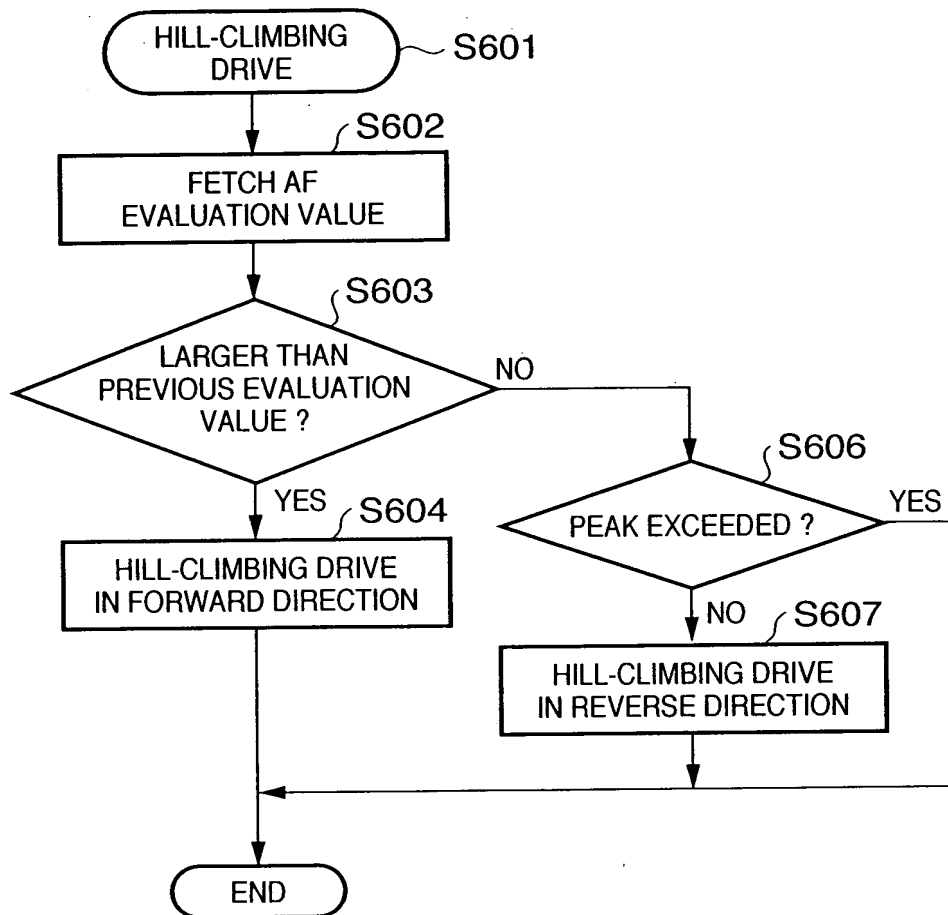 HILL-CLIMBING
DRIVE
S601
S602
FETCH AF
EVALUATION VALUE
S603
LARGER THAN
PREVIOUS EVALUATION
VALUE ?
NO
YES
S606
PEAK EXCEEDED ?
YES
NO
S604
HILL-CLIMBING DRIVE
IN FORWARD DIRECTION
S607
HILL-CLIMBING DRIVE
IN REVERSE DIRECTION
END